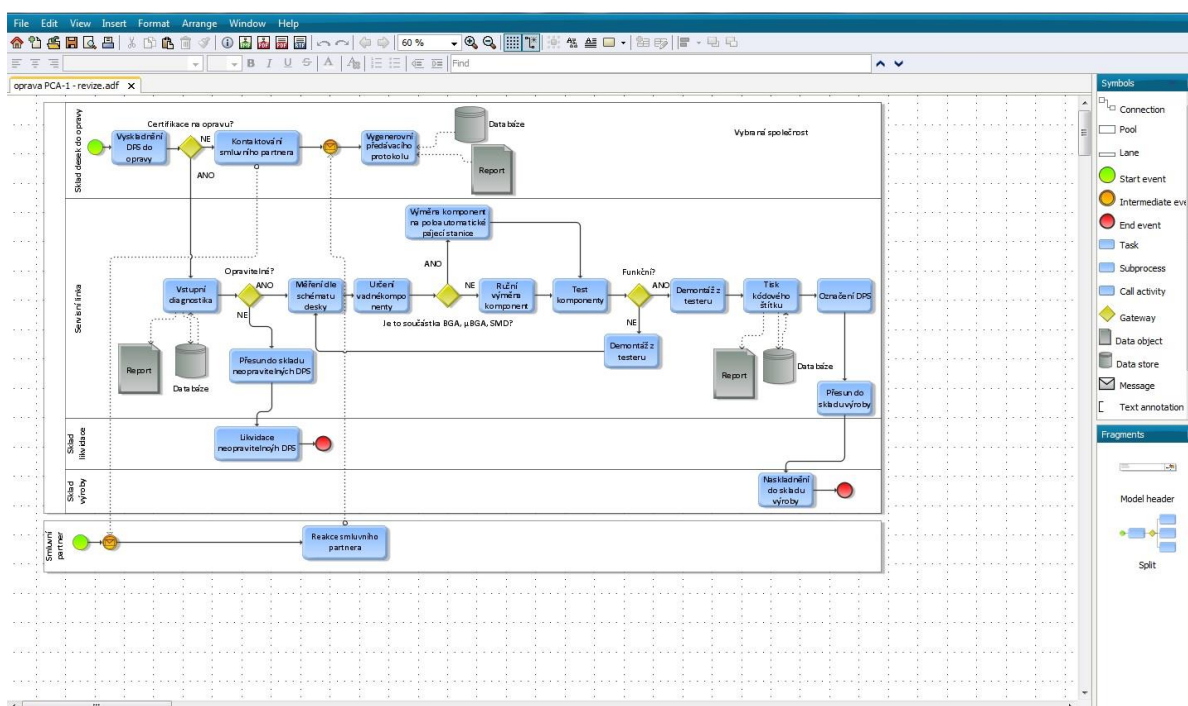 File Edit View Insert Format Arrange Window Help
60 %
B I U S A
Find
oprava PCA-1 - revize.adf X
Sklad desek do opravy
Certifikace na opravu?
Vyskladnění
DPS do
opravy
NE
ANO
Kontaktování
smluvního partnera
Vygenerovní
předávacího
protokolu
Databáze
Report
Vybraná společnost
Servisní linka
Vstupní
diagnostika
Opravitelné?
ANO
NE
Report
Databáze
Přesun do skladu
neopravitelných DPS
Měření dle
schématu
desky
Určení
vadnékompo
nenty
Je to součástka BGA, µBGA, SMD?
ANO
NE
Výměra komponent
na poloautomatické
pájecí stanice
Ruční
výměra
komponent
Test
komponenty
Funkční?
ANO
NE
Demontáž z
testeru
Demontáž z
testeru
Tisk
kódového
štítku
Report
Databáze
Označení DPS
Přesun do
skladu výroby
Sklad
likvidace
Likvidace
neopravitelnoýh DPS
Sklad
výroby
Naskladnění
do skladu
výroby
Smluvní
partner
Reakce smluvního
partnera
Symbols
Connection
Pool
Lane
Start event
Intermediate eve
End event
Task
Subprocess
Call activity
Gateway
Data object
Data store
Message
Text annotation
Fragments
Model header
Split